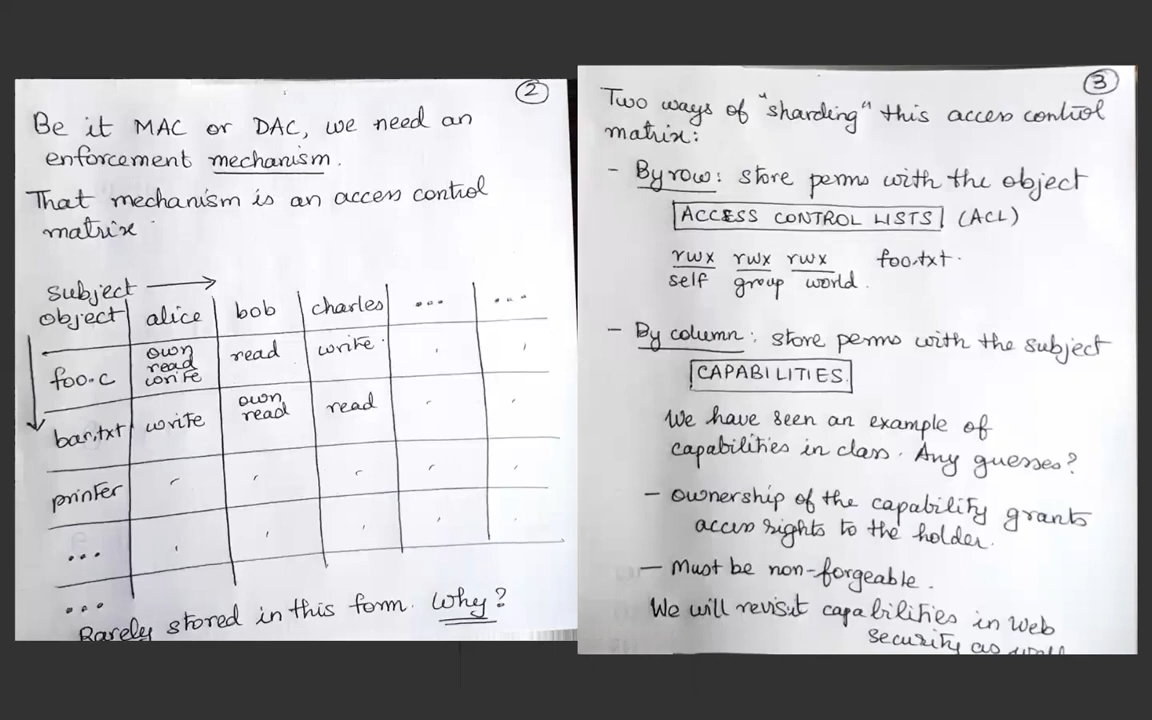 2
Be it MAC or DAC, we need an
enforcement mechanism.
That mechanism is an access control
matrix.
subject
object alice bob charles ... ...
foo.c own read write read write
bar.txt write own read read
printer
...
...
Rarely stored in this form. Why?
3
Two ways of "sharding" this access control
matrix:
- By row: store perms with the object
ACCESS CONTROL LISTS (ACL)
rwx rwx rwx foo.txt.
self group world.
- By column: store perms with the subject
CAPABILITIES.
We have seen an example of
capabilities in class. Any guesses?
- ownership of the capability grants
access rights to the holder.
- Must be non-forgeable.
We will revisit capabilities in Web
security as well